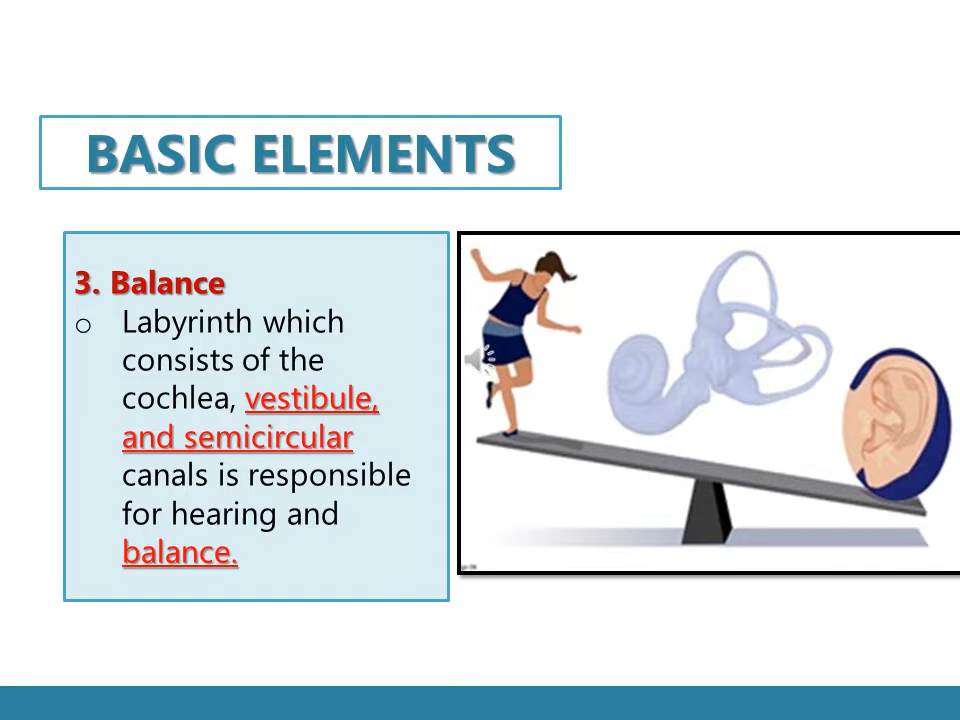 BASIC ELEMENTS
3. Balance
o Labyrinth which
consists of the
cochlea, vestibule,
and semicircular
canals is responsible
for hearing and
balance.